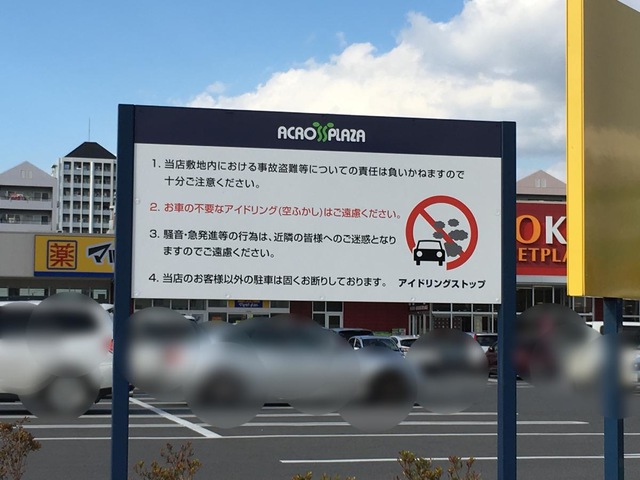 ACROSSPLAZA
1. 当店敷地内における事故盗難等についての責任は負いかねますので
十分ご注意ください。
2. お車の不要なアイドリング(空ふかし)はご遠慮ください。
3. 騒音・急発進等の行為は、近隣の皆様へのご迷惑となり
ますのでご遠慮ください。
4. 当店のお客様以外の駐車は固くお断りしております。
アイドリングストップ
薬 マ
OK
ETPLA